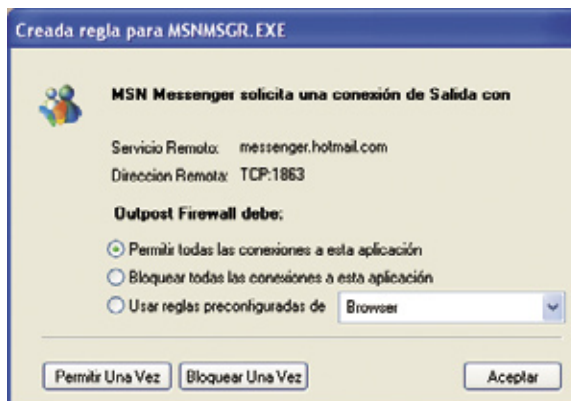 Creada regla para MSNMSGR.EXE
MSN Messenger solicita una conexión de Salida con
Servicio Remoto: messenger.hotmail.com
Direccion Remota: TCP:1863
Outpost Firewall debe:
Permitir todas las conexiones a esta aplicación
Bloquear todas las conexiones a esta aplicación
Usar reglas preconfiguradas de Browser
Permitir Una Vez Bloquear Una Vez Aceptar